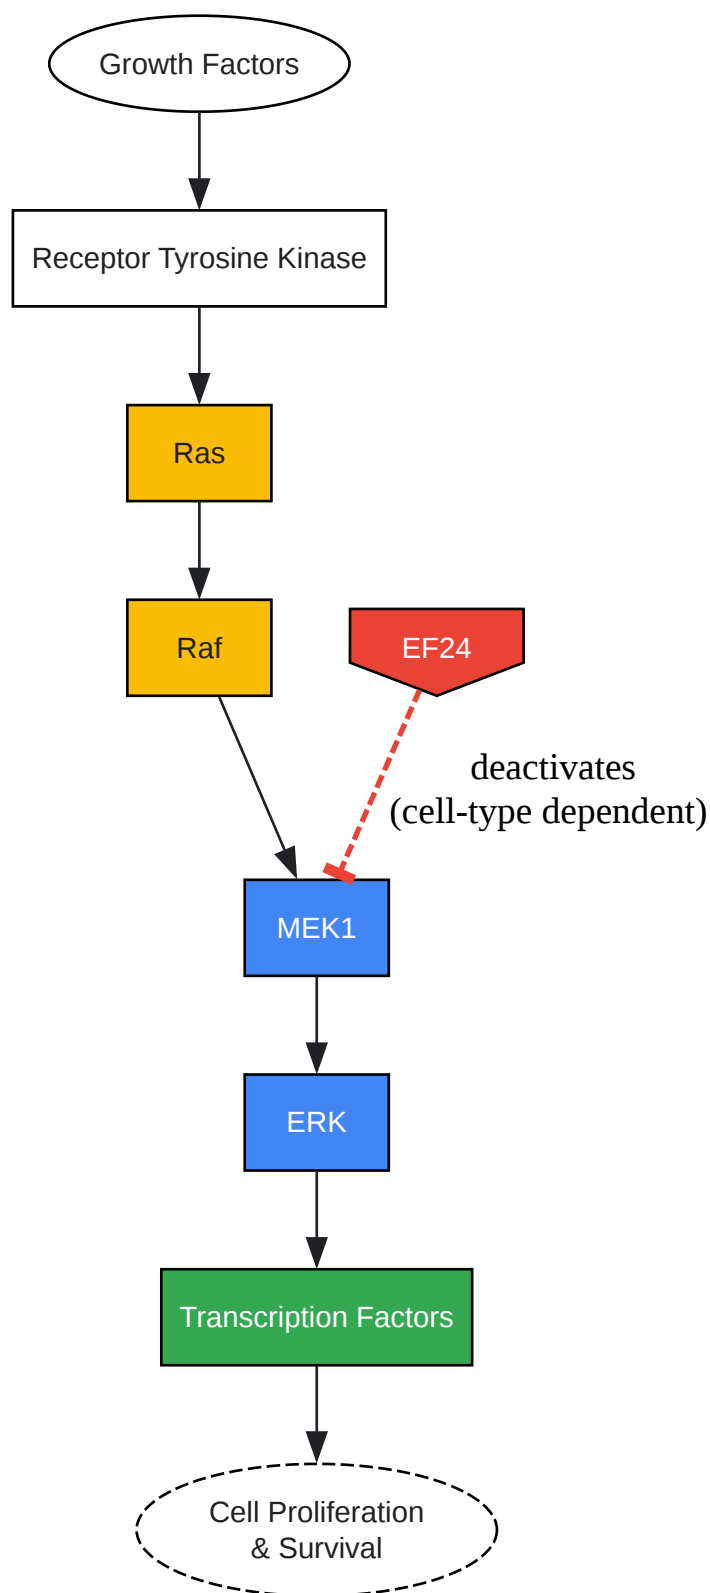 Growth Factors
Receptor Tyrosine Kinase
Ras
Raf
EF24
deactivates
(cell-type dependent)
MEK1
ERK
Transcription Factors
Cell Proliferation
& Survival